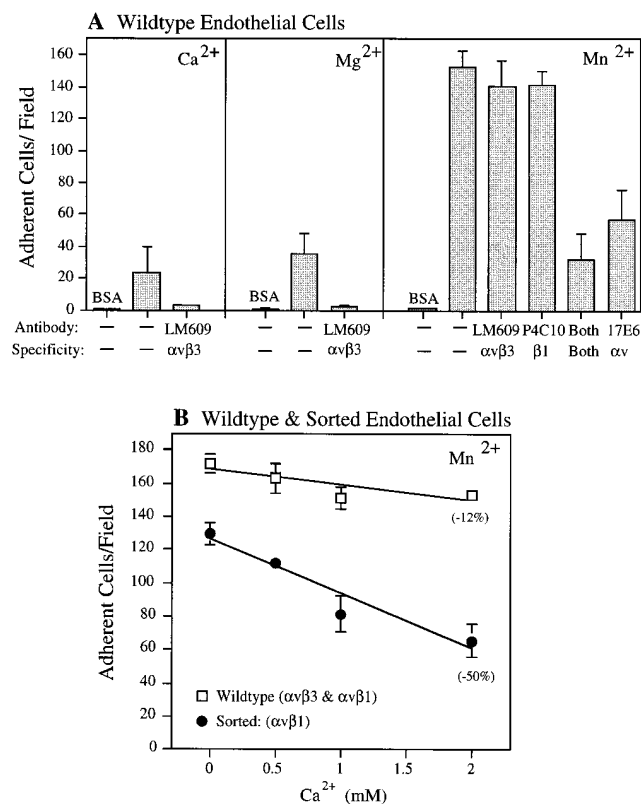 A Wildtype Endothelial Cells
Ca2+
Mg2+
Mn2+
Adherent Cells/ Field
160
140
120
100
80
60
40
20
0
BSA
BSA
BSA
Antibody: – – LM609 – – LM609 – – LM609 P4C10 Both 17E6
Specificity: – – αvβ3 – – αvβ3 – – αvβ3 β1 Both αv
B Wildtype & Sorted Endothelial Cells
Mn2+
Adherent Cells/Field
180
160
140
120
100
80
60
40
20
0
(-12%)
(-50%)
Wildtype (αvβ3 & αvβ1)
Sorted: (αvβ1)
0 0.5 1 1.5 2
Ca2+ (mM)